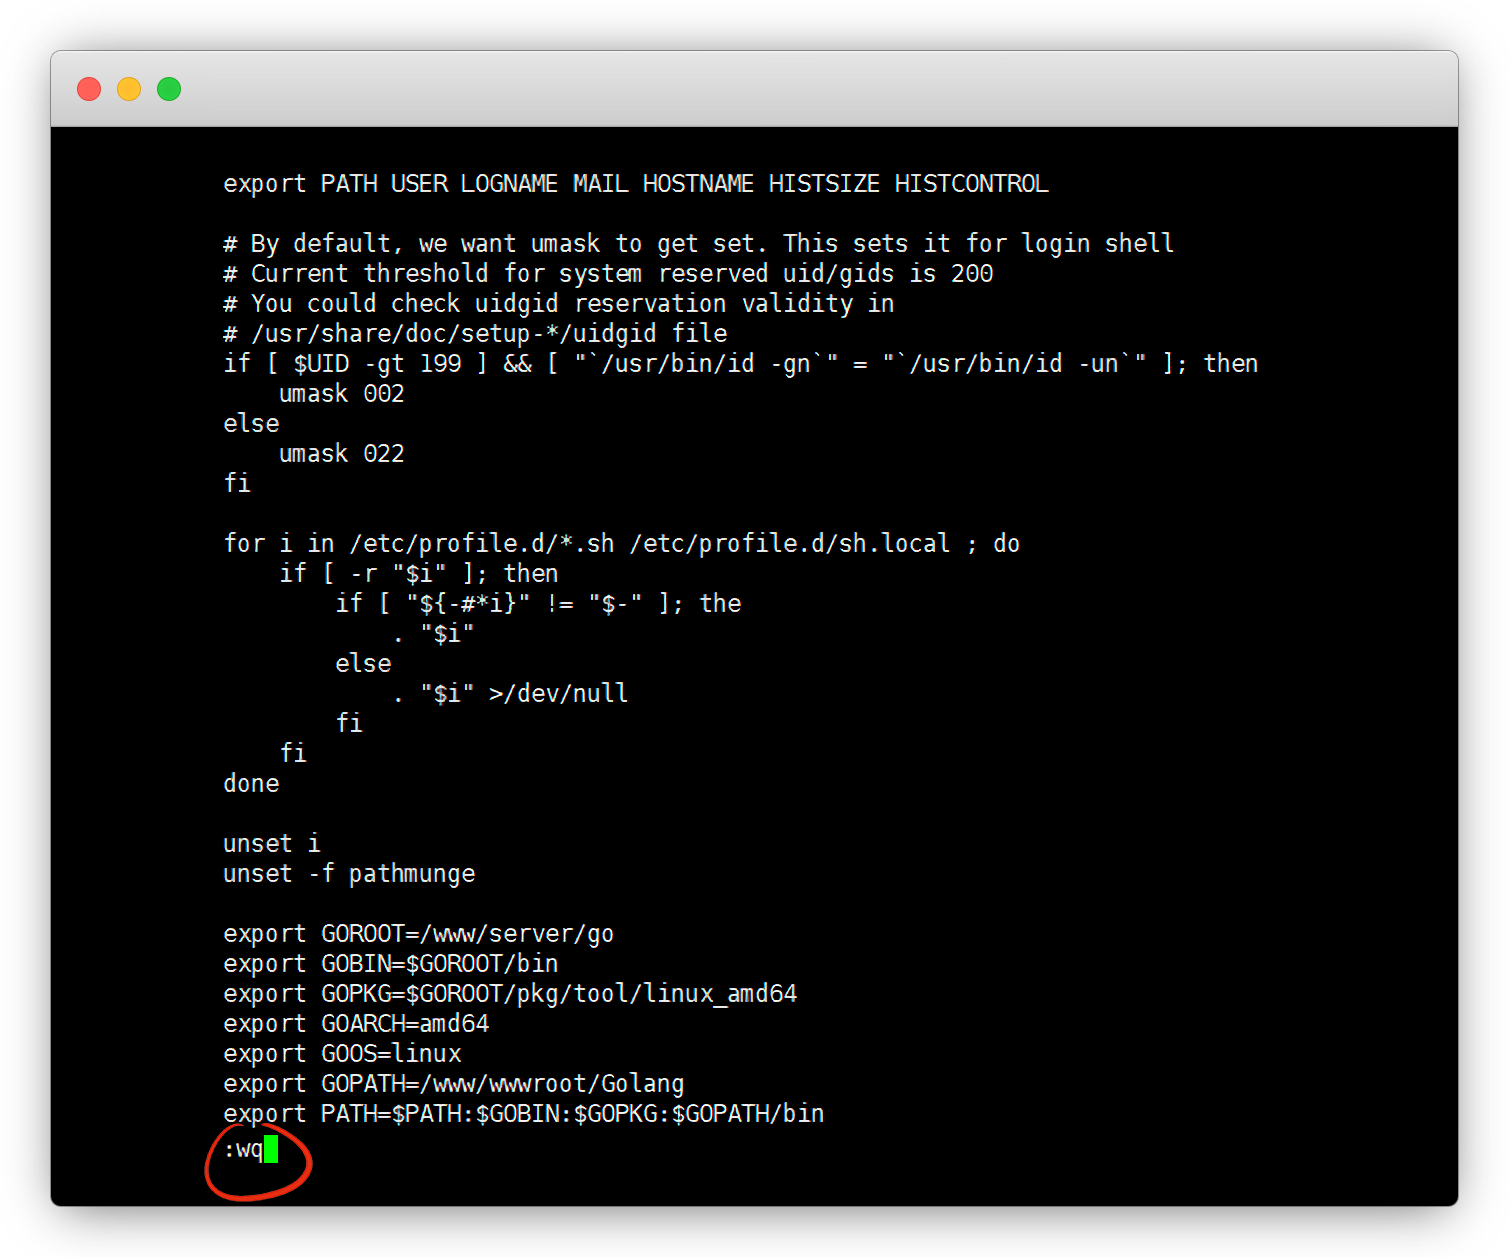 export PATH USER LOGNAME MAIL HOSTNAME HISTSIZE HISTCONTROL
# By default, we want umask to get set. This sets it for login shell
# Current threshold for system reserved uid/gids is 200
# You could check uidgid reservation validity in
# /usr/share/doc/setup-*/uidgid file
if [ $UID -gt 199 ] && [ "`/usr/bin/id -gn`" = "`/usr/bin/id -un`" ]; then
    umask 002
else
    umask 022
fi
for i in /etc/profile.d/*.sh /etc/profile.d/sh.local ; do
    if [ -r "$i" ]; then
        if [ "${-#*i}" != "$-" ]; the
            . "$i"
        else
            . "$i" >/dev/null
        fi
    fi
done
unset i
unset -f pathmunge
export GOROOT=/www/server/go
export GOBIN=$GOROOT/bin
export GOPKG=$GOROOT/pkg/tool/linux_amd64
export GOARCH=amd64
export GOOS=linux
export GOPATH=/www/wwwroot/Golang
export PATH=$PATH:$GOBIN:$GOPKG:$GOPATH/bin
:wq